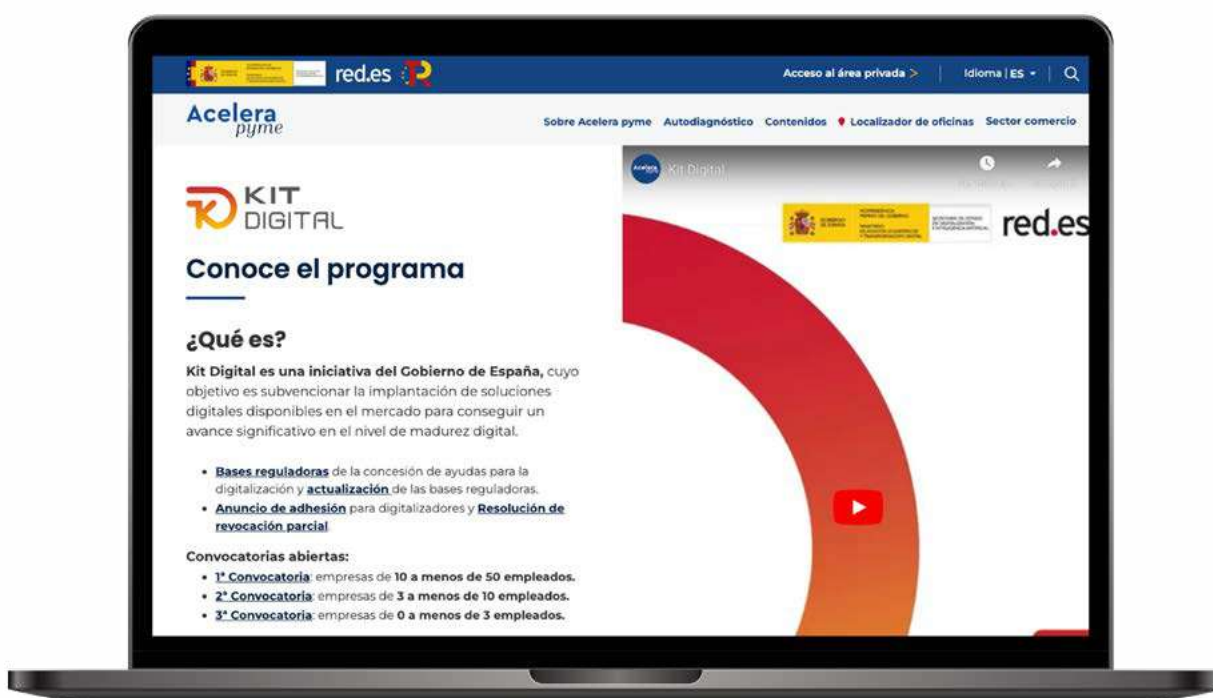 red.es
Acceso al área privada >
Idioma | ES
Acelera
pyme
Sobre Acelera pyme
Autodiagnóstico
Contenidos
Localizador de oficinas
Sector comercio
Acelera
Kit Digital
GOBIERNO
DE ESPAÑA
red.es
KIT
DIGITAL
Conoce el programa
¿Qué es?
Kit Digital es una iniciativa del Gobierno de España, cuyo
objetivo es subvencionar la implantación de soluciones
digitales disponibles en el mercado para conseguir un
avance significativo en el nivel de madurez digital.
• Bases reguladoras de la concesión de ayudas para la
digitalización y actualización de las bases reguladoras.
• Anuncio de adhesión para digitalizadores y Resolución de
revocación parcial.
Convocatorias abiertas:
• 1ª Convocatoria: empresas de 10 a menos de 50 empleados.
• 2ª Convocatoria: empresas de 3 a menos de 10 empleados.
• 3ª Convocatoria: empresas de 0 a menos de 3 empleados.